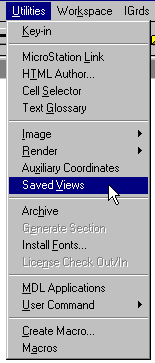 Utilities Workspace IGrds
Key-in
MicroStation Link
HTML Author...
Cell Selector
Text Glossary
Image
Render
Auxiliary Coordinates
Saved Views
Archive
Generate Section
Install Fonts...
License Check Out/In
MDL Applications
User Command
Create Macro...
Macros